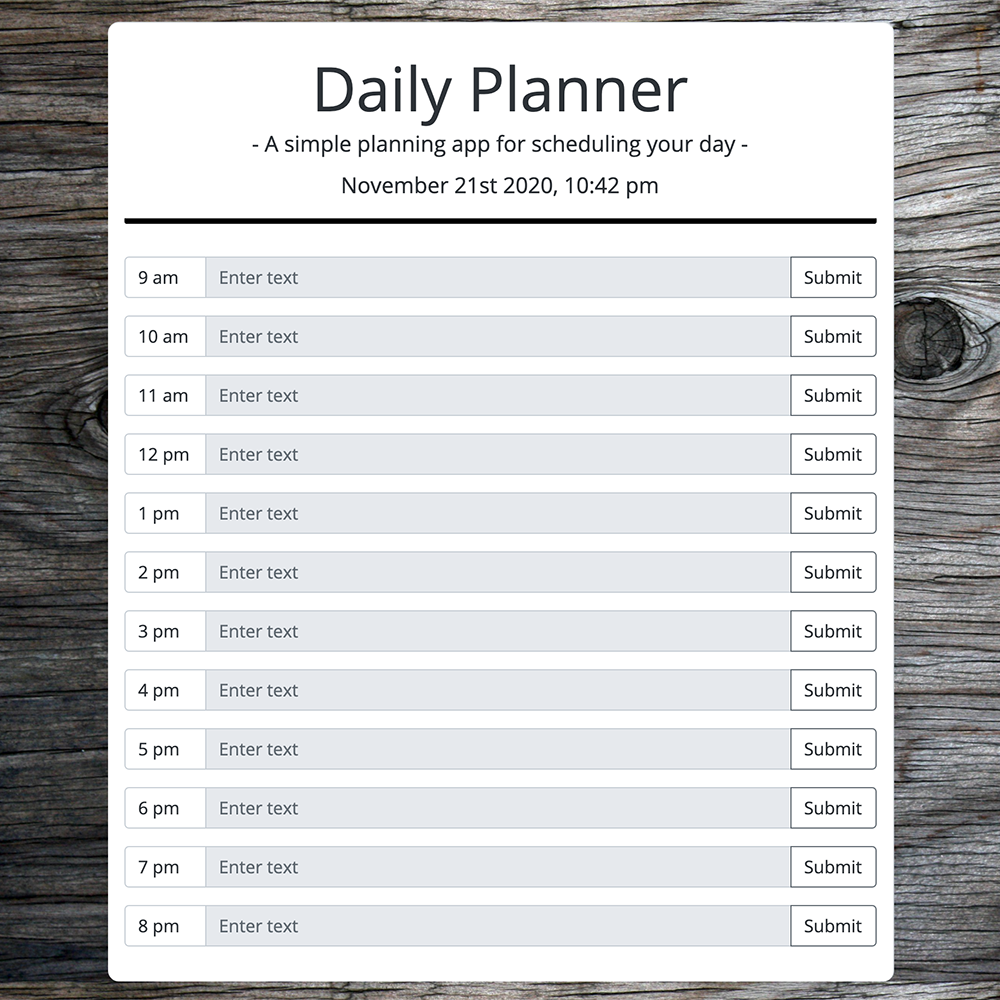 Daily Planner
- A simple planning app for scheduling your day -
November 21st 2020, 10:42 pm
9 am Enter text Submit
10 am Enter text Submit
11 am Enter text Submit
12 pm Enter text Submit
1 pm Enter text Submit
2 pm Enter text Submit
3 pm Enter text Submit
4 pm Enter text Submit
5 pm Enter text Submit
6 pm Enter text Submit
7 pm Enter text Submit
8 pm Enter text Submit